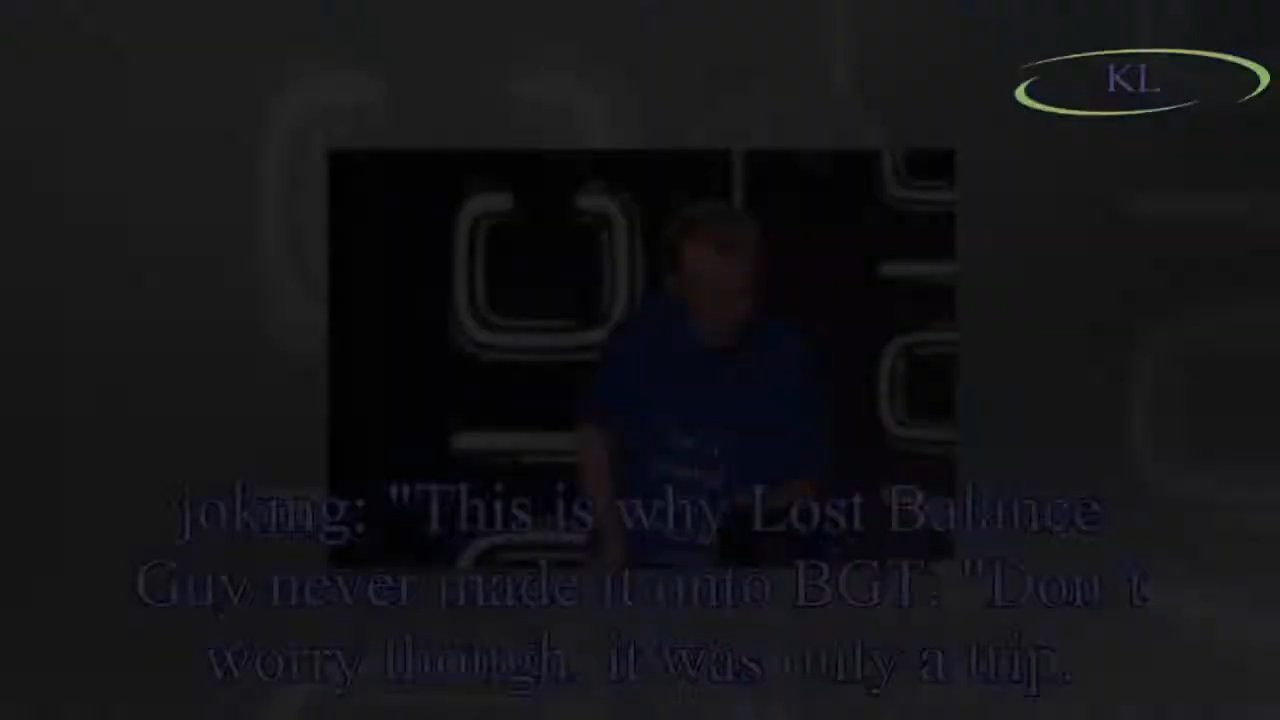 KL
joking: "This is why Lost Balance
Guy never made it onto BGT. "Don't
worry though, it was only a trip.